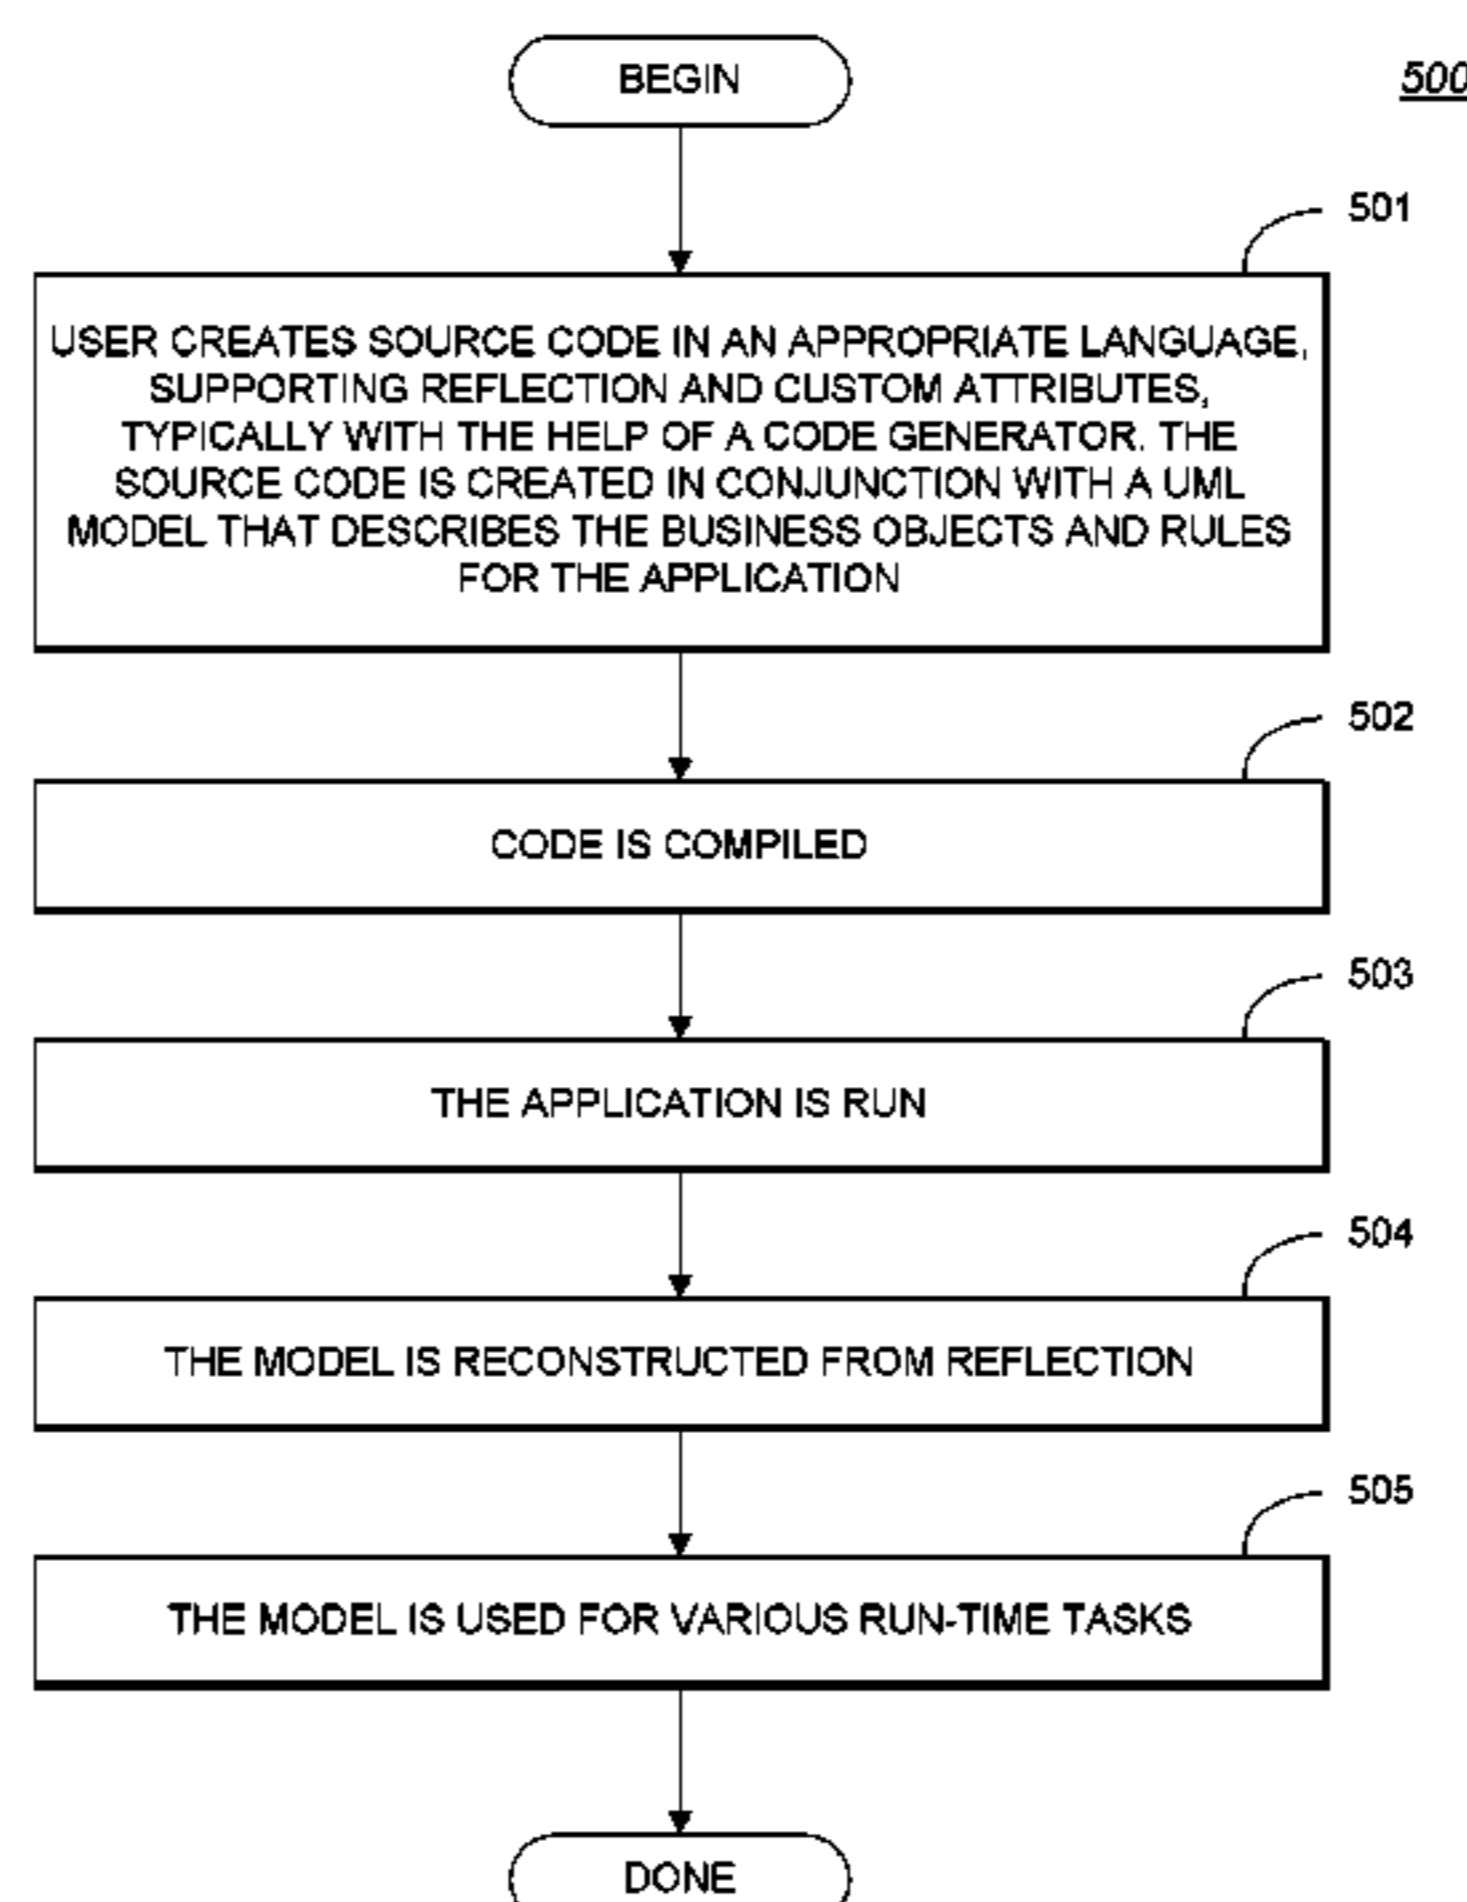 BEGIN
500
501
USER CREATES SOURCE CODE IN AN APPROPRIATE LANGUAGE,
SUPPORTING REFLECTION AND CUSTOM ATTRIBUTES,
TYPICALLY WITH THE HELP OF A CODE GENERATOR. THE
SOURCE CODE IS CREATED IN CONJUNCTION WITH A UML
MODEL THAT DESCRIBES THE BUSINESS OBJECTS AND RULES
FOR THE APPLICATION
502
CODE IS COMPILED
503
THE APPLICATION IS RUN
504
THE MODEL IS RECONSTRUCTED FROM REFLECTION
505
THE MODEL IS USED FOR VARIOUS RUN-TIME TASKS
DONE